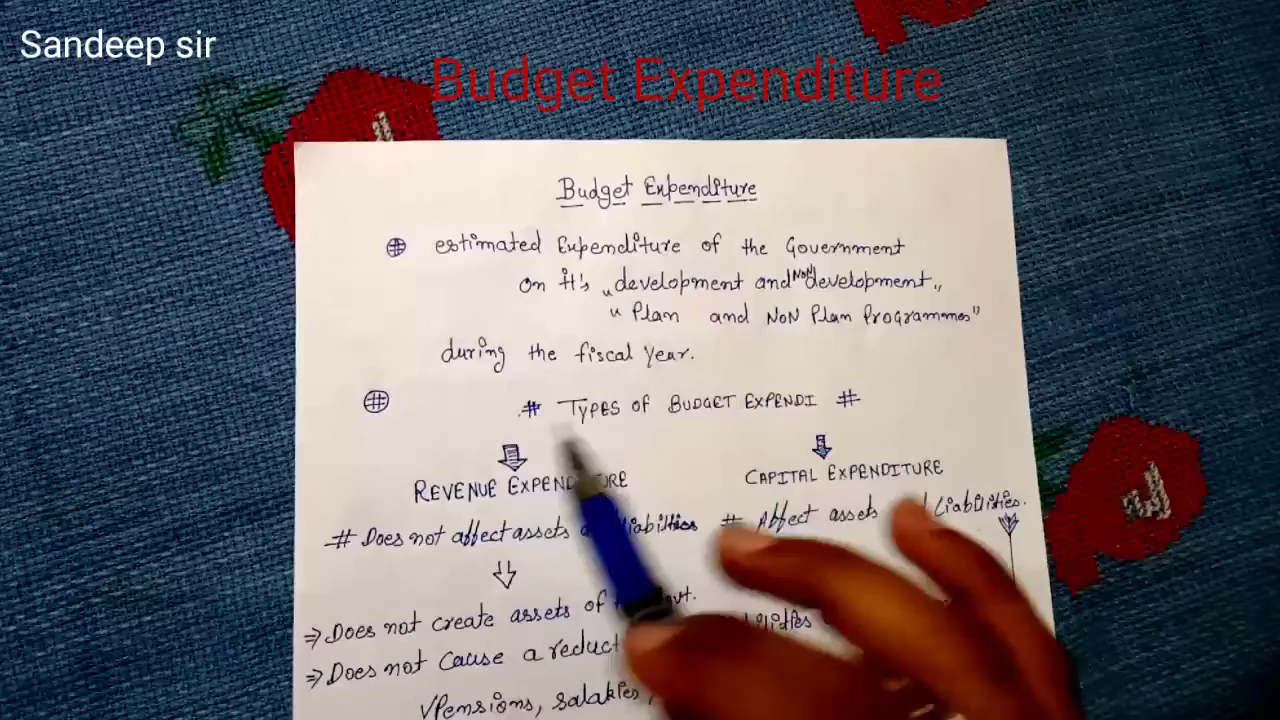 Sandeep sir
Budget Expenditure
Budget Expenditure
estimated Expenditure of the Government
on it's "development and Non development"
"Plan and NoN Plan Programmes"
during the fiscal year.
# TYPES OF BUDGET EXPENDI #
REVENUE EXPENDITURE
CAPITAL EXPENDITURE
# Does not affect assets
# Affect assets Liabilities.
⇒ Does not create assets of
⇒ Does not cause a
Pensions, salaries